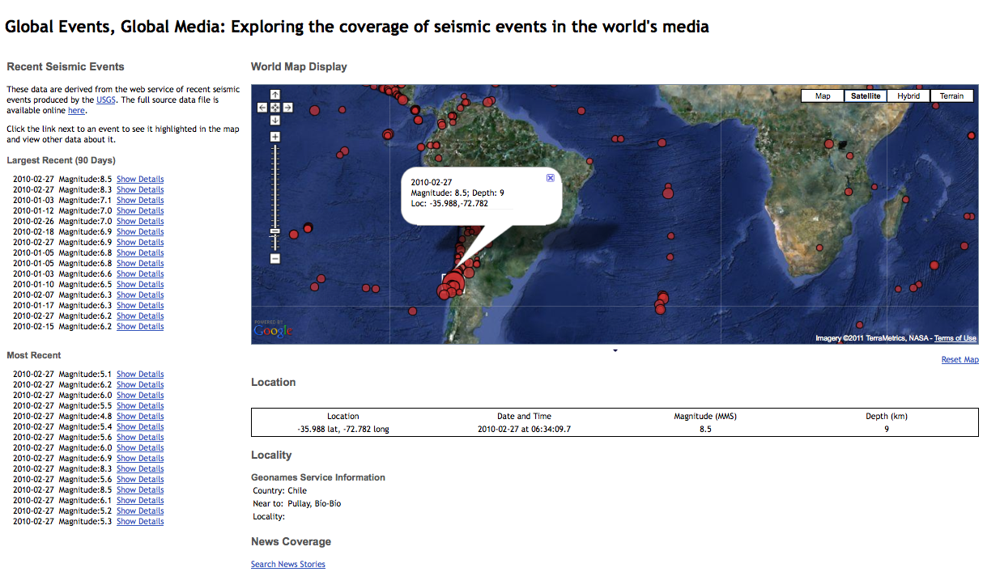 Global Events, Global Media: Exploring the coverage of seismic events in the world's media
Recent Seismic Events
These data are derived from the web service of recent seismic
events produced by the USGS. The full source data file is
available online here.
Click the link next to an event to see it highlighted in the map
and view other data about it.
Largest Recent (90 Days)
2010-02-27 Magnitude:8.5 Show Details
2010-02-27 Magnitude:8.3 Show Details
2010-01-03 Magnitude:7.1 Show Details
2010-01-12 Magnitude:7.0 Show Details
2010-02-26 Magnitude:7.0 Show Details
2010-02-18 Magnitude:6.9 Show Details
2010-02-27 Magnitude:6.9 Show Details
2010-01-05 Magnitude:6.8 Show Details
2010-01-05 Magnitude:6.8 Show Details
2010-01-03 Magnitude:6.6 Show Details
2010-01-10 Magnitude:6.5 Show Details
2010-02-07 Magnitude:6.3 Show Details
2010-01-17 Magnitude:6.3 Show Details
2010-02-27 Magnitude:6.2 Show Details
2010-02-15 Magnitude:6.2 Show Details
Most Recent
2010-02-27 Magnitude:5.1 Show Details
2010-02-27 Magnitude:6.2 Show Details
2010-02-27 Magnitude:6.0 Show Details
2010-02-27 Magnitude:5.5 Show Details
2010-02-27 Magnitude:4.8 Show Details
2010-02-27 Magnitude:5.4 Show Details
2010-02-27 Magnitude:5.6 Show Details
2010-02-27 Magnitude:6.0 Show Details
2010-02-27 Magnitude:6.9 Show Details
2010-02-27 Magnitude:8.3 Show Details
2010-02-27 Magnitude:5.6 Show Details
2010-02-27 Magnitude:8.5 Show Details
2010-02-27 Magnitude:6.1 Show Details
2010-02-27 Magnitude:5.2 Show Details
2010-02-27 Magnitude:5.3 Show Details
World Map Display
Map Satellite Hybrid Terrain
2010-02-27
Magnitude: 8.5; Depth: 9
Loc: -35.988,-72.782
POWERED BY
Google
Imagery ©2011 TerraMetrics, NASA - Terms of Use
Reset Map
Location
Location Date and Time Magnitude (MMS) Depth (km)
-35.988 lat, -72.782 long 2010-02-27 at 06:34:09.7 8.5 9
Locality
Geonames Service Information
Country: Chile
Near to: Pullay, Bío-Bío
Locality:
News Coverage
Search News Stories